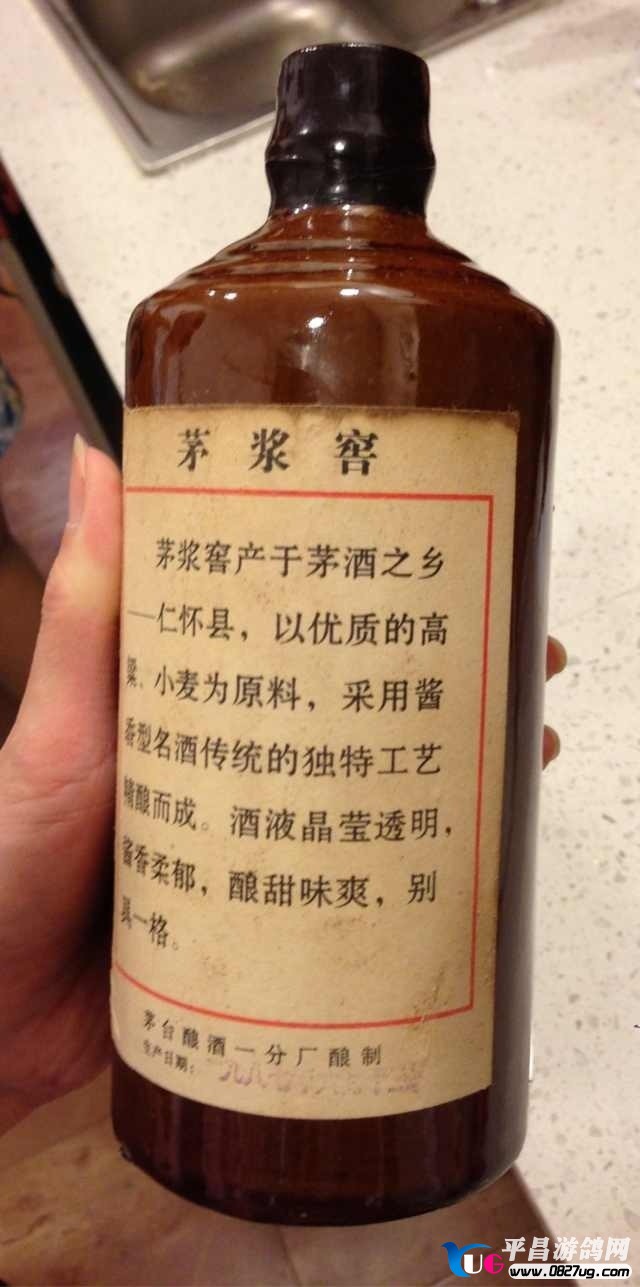 茅浆窖
茅浆窖产于茅酒之乡
——仁怀县，以优质的高
粱、小麦为原料，采用酱
香型名酒传统的独特工艺
精酿而成。酒液晶莹透明，
酱香柔郁，酿甜味爽，别
具一格。
茅台酿酒一分厂酿制
生产日期：
平昌游鸽网
YUG www.0827ug.com